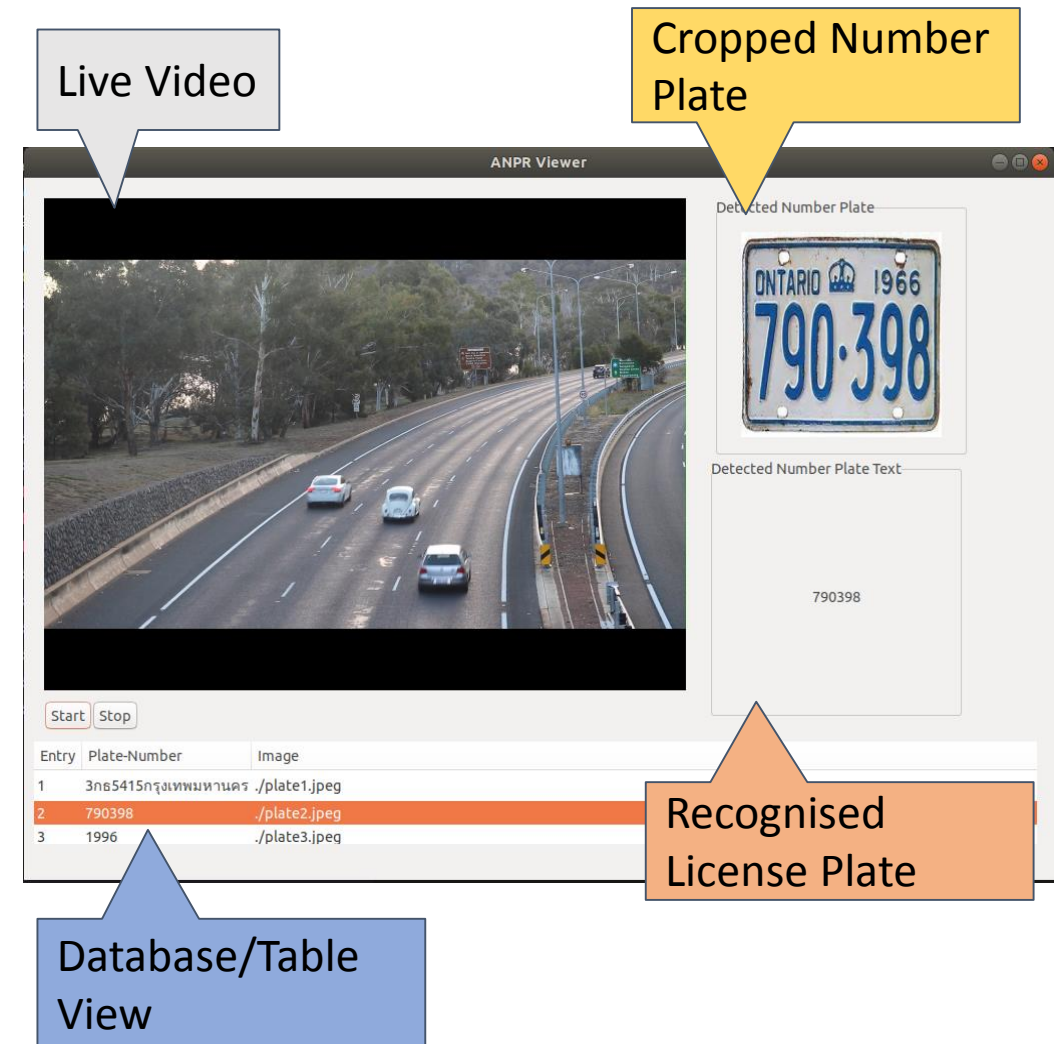 Live Video
Cropped Number
Plate
ANPR Viewer
Detected Number Plate
ONTARIO 1966
790·398
Detected Number Plate Text
790398
Start Stop
Entry Plate-Number Image
1 3กธ5415กรุงเทพมหานคร ./plate1.jpeg
2 790398 ./plate2.jpeg
3 1996 ./plate3.jpeg
Recognised
License Plate
Database/Table
View